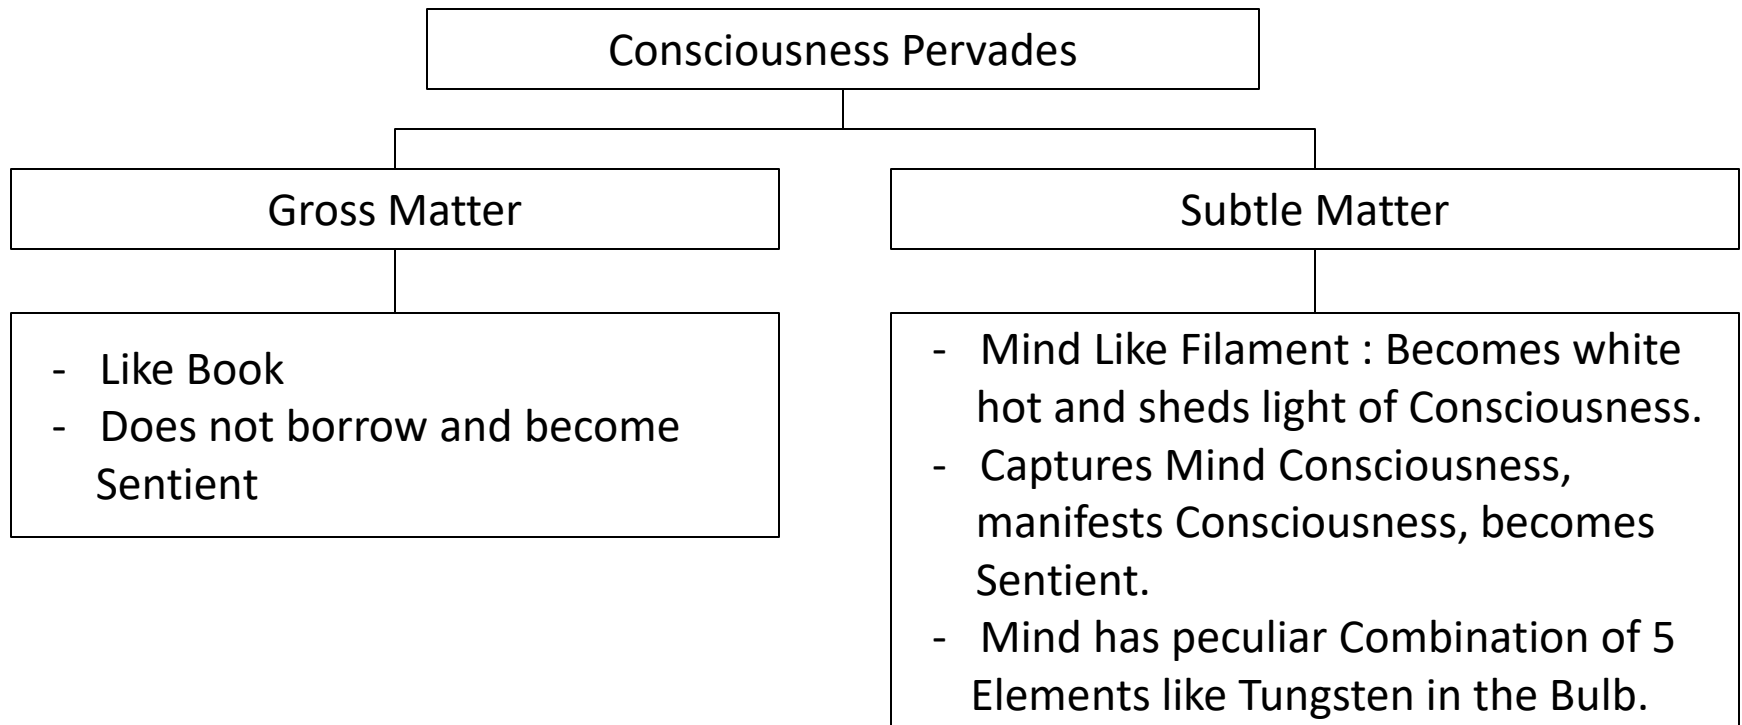 Consciousness Pervades
Gross Matter
Subtle Matter
- Like Book
- Does not borrow and become
Sentient
- Mind Like Filament : Becomes white
hot and sheds light of Consciousness.
- Captures Mind Consciousness,
manifests Consciousness, becomes
Sentient.
- Mind has peculiar Combination of 5
Elements like Tungsten in the Bulb.